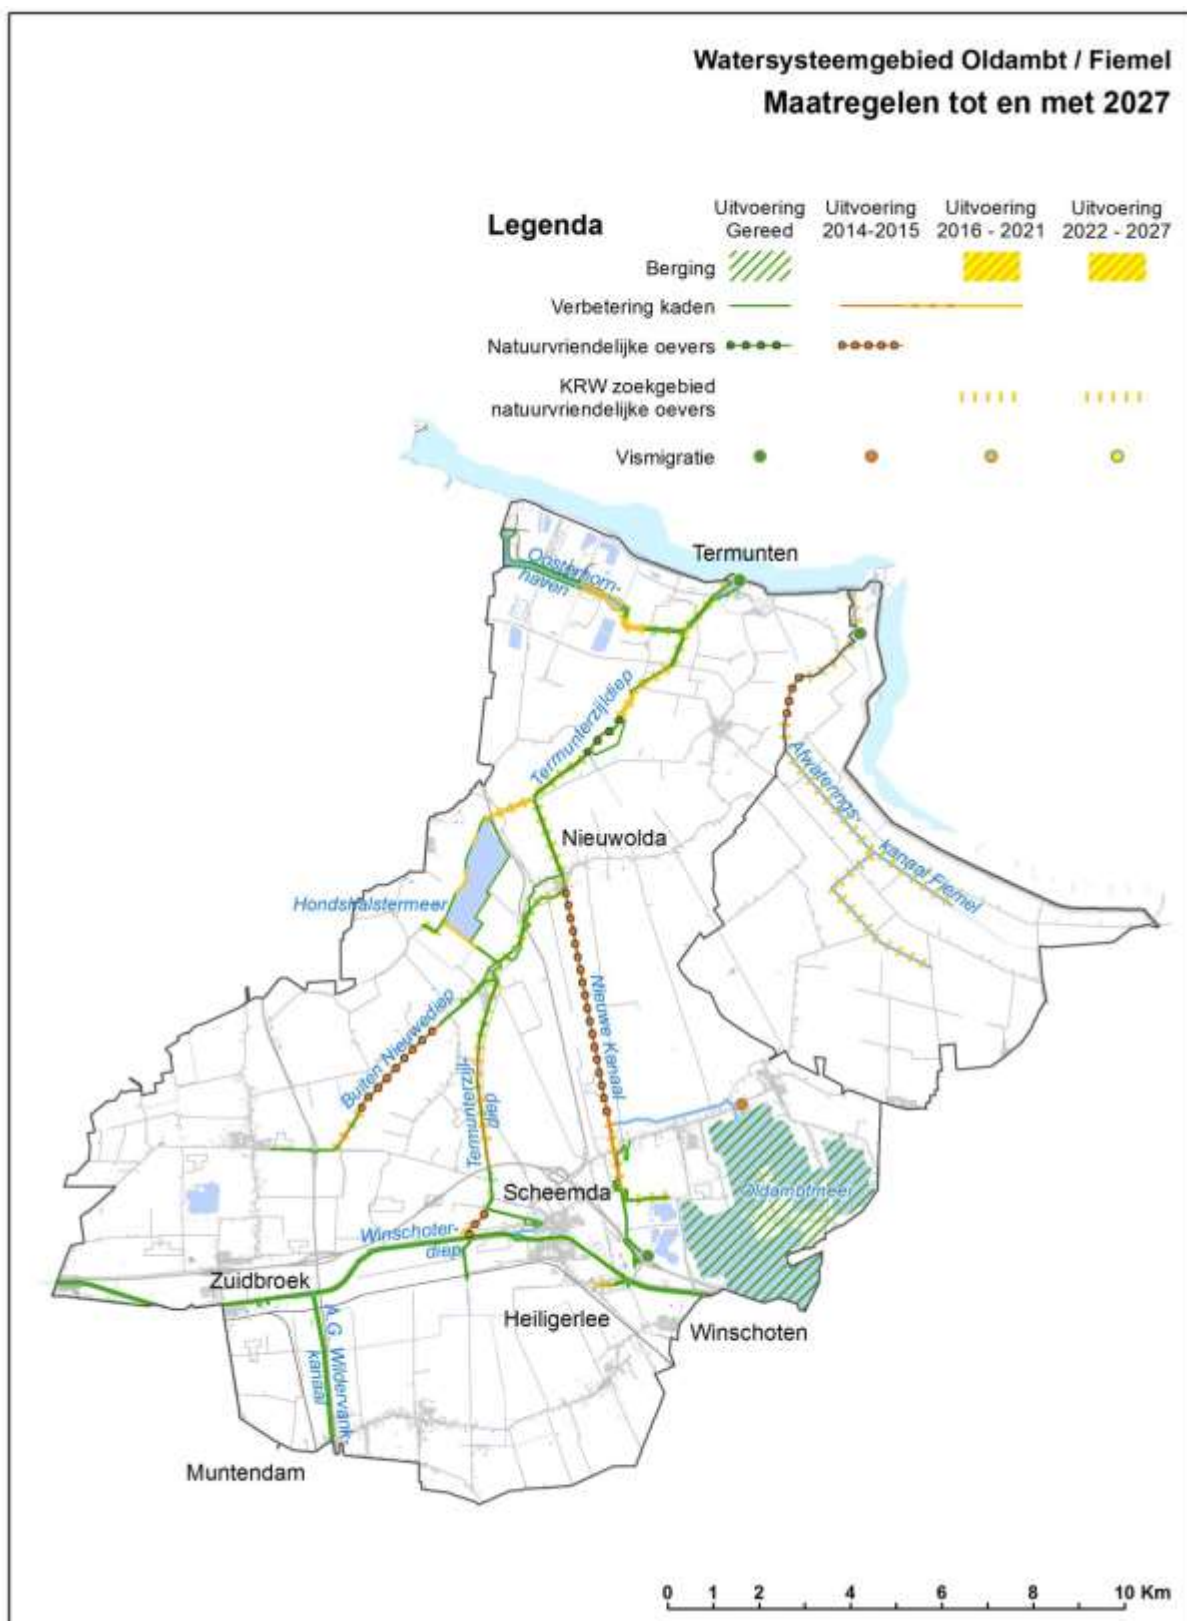 Watersysteemgebied Oldambt / Fiemel
Maatregelen tot en met 2027
Legenda
Uitvoering Gereed
Uitvoering 2014-2015
Uitvoering 2016 - 2021
Uitvoering 2022 - 2027
Berging
Verbetering kaden
Natuurvriendelijke oevers
KRW zoekgebied
natuurvriendelijke oevers
Vismigratie
Termunten
Oosterhorn-
haven
Termunterzijldiep
Afwaterings-
kanaal Fiemel
Nieuwolda
Hondshalstermeer
Nieuwe Kanaal
Buiten Nieuwediep
Termunterzijl-
diep
Scheemda
Oldambtmeer
Winschoter-
diep
Zuidbroek
Heiligerlee
Winschoten
A.G. Wildervank-
kanaal
Muntendam
0 1 2 4 6 8 10 Km